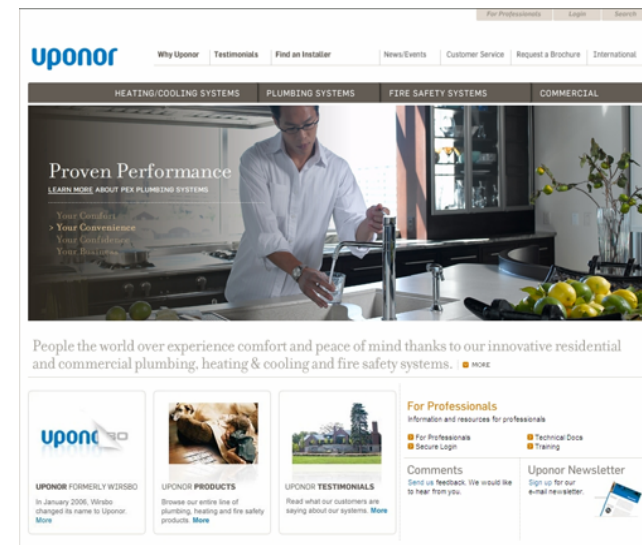 For Professionals Login Search
uponor
Why Uponor Testimonials Find an Installer News/Events Customer Service Request a Brochure International
HEATING/COOLING SYSTEMS PLUMBING SYSTEMS FIRE SAFETY SYSTEMS COMMERCIAL
Proven Performance
LEARN MORE ABOUT PEX PLUMBING SYSTEMS
Your Comfort
> Your Convenience
Your Confidence
Your Business
People the world over experience comfort and peace of mind thanks to our innovative residential
and commercial plumbing, heating & cooling and fire safety systems. MORE
UPONOR FORMERLY WIRSBO
In January 2006, Wirsbo
changed its name to Uponor.
More
UPONOR PRODUCTS
Browse our entire line of
plumbing, heating and fire safety
products. More
UPONOR TESTIMONIALS
Read what our customers are
saying about our systems. More
For Professionals
Information and resources for professionals
For Professionals
Secure Login
Technical Docs
Training
Comments
Send us feedback. We would like
to hear from you.
Uponor Newsletter
Sign up for our
e-mail newsletter.